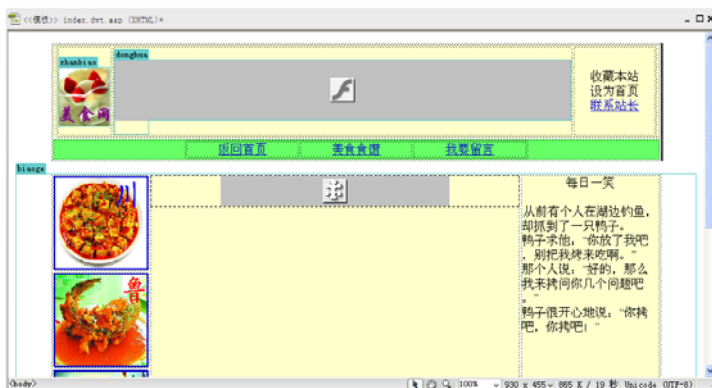 <<模板>> index.dwt.asp (XHTML)*
zhanbiao
donghua
美食网
收藏本站
设为首页
联系站长
返回首页
美食食谱
我要留言
biaoge
川
鲁
每日一笑
从前有个人在湖边钓鱼,
却抓到了一只鸭子。
鸭子求他:"你放了我吧
,别把我烤来吃啊。"
那个人说:"好的,那么
我来拷问你几个问题吧
。"
鸭子很开心地说:"你拷
吧,你拷吧!"
<body>
100%
930 x 455 865 K / 19 秒 Unicode (UTF-8)